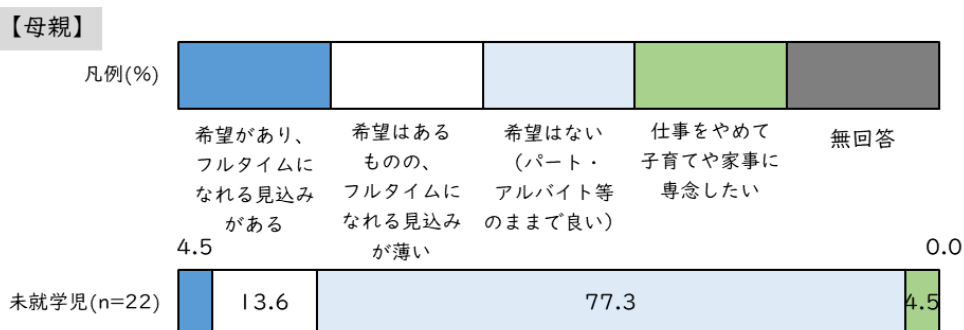 【母親】
凡例(%)
希望があり、
フルタイムに
なれる見込み
がある
希望はある
ものの、
フルタイムに
なれる見込み
が薄い
希望はない
(パート・
アルバイト等
のままで良い)
仕事をやめて
子育てや家事に
専念したい
無回答
4.5
0.0
未就学児(n=22)
13.6
77.3
4.5